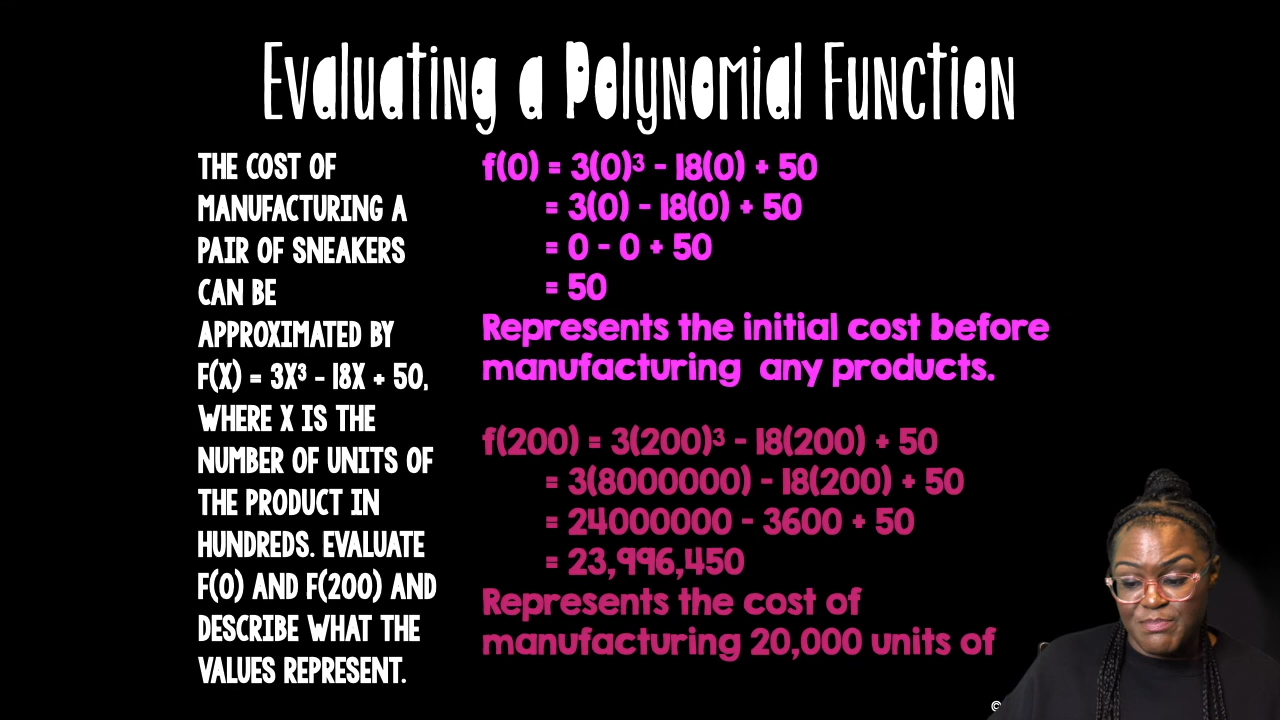 Evaluating a Polynomial Function
THE COST OF
MANUFACTURING A
PAIR OF SNEAKERS
CAN BE
APPROXIMATED BY
F(X) = 3X³ - 18X + 50,
WHERE X IS THE
NUMBER OF UNITS OF
THE PRODUCT IN
HUNDREDS. EVALUATE
F(0) AND F(200) AND
DESCRIBE WHAT THE
VALUES REPRESENT.
f(0) = 3(0)³ - 18(0) + 50
= 3(0) - 18(0) + 50
= 0 - 0 + 50
= 50
Represents the initial cost before
manufacturing any products.
f(200) = 3(200)³ - 18(200) + 50
= 3(8000000) - 18(200) + 50
= 24000000 - 3600 + 50
= 23,996,450
Represents the cost of
manufacturing 20,000 units of
©